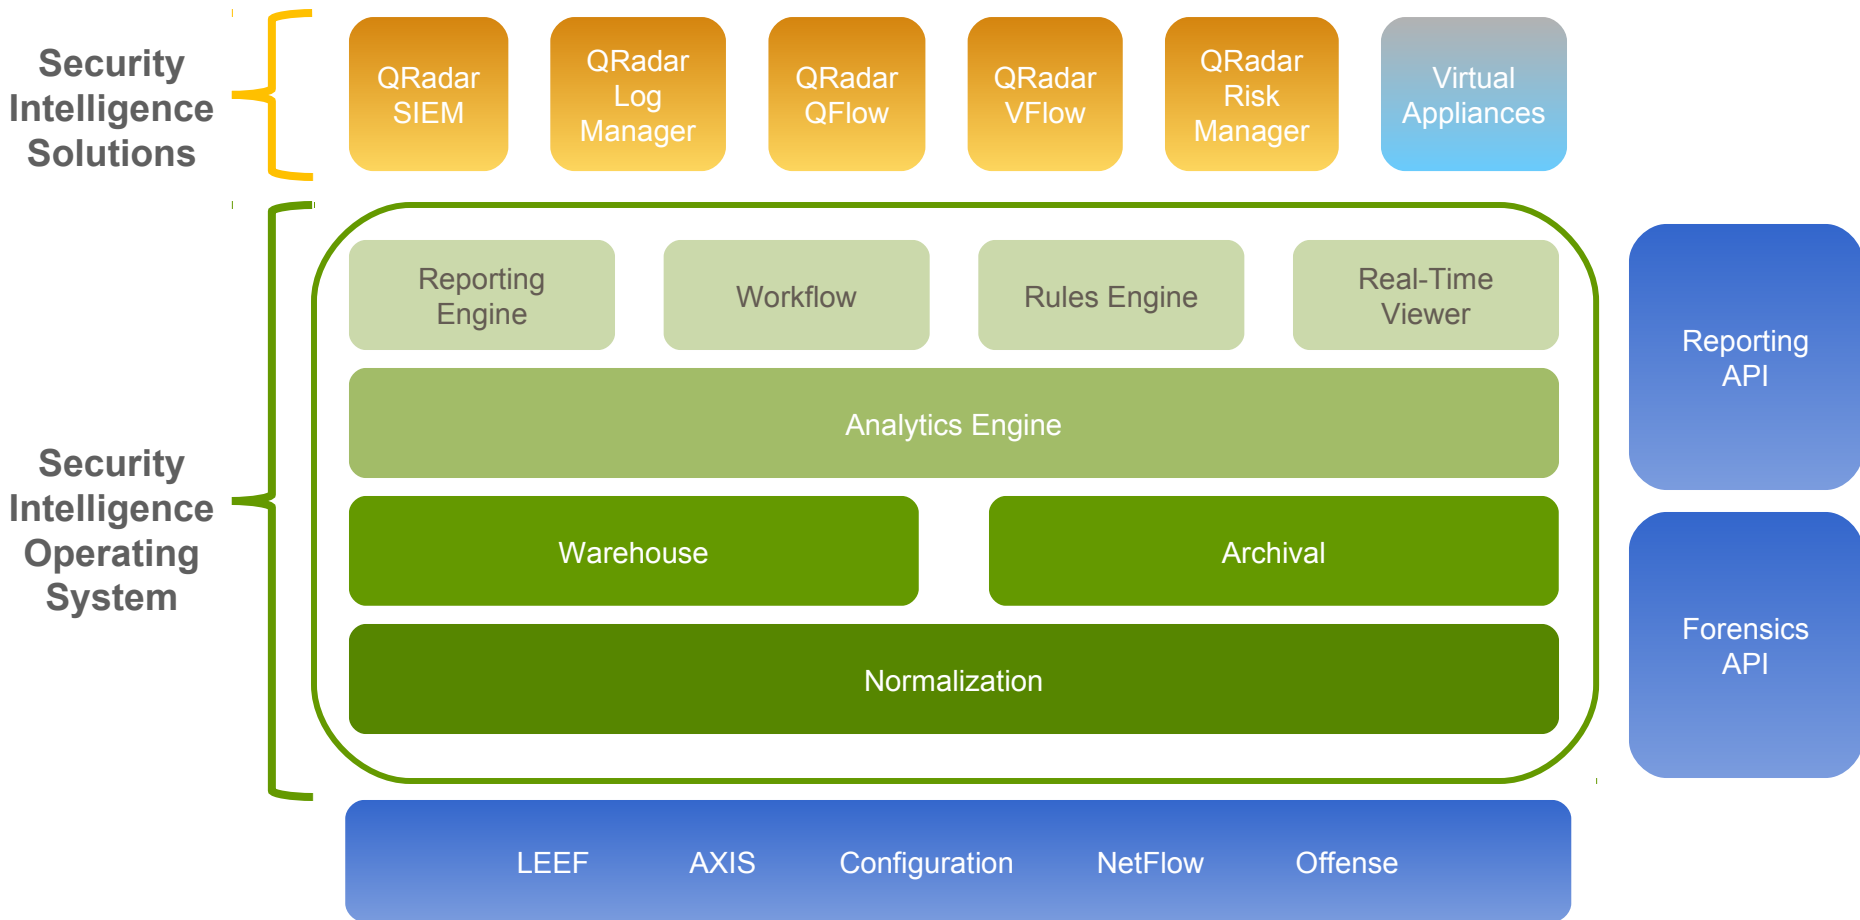 Security
Intelligence
Solutions
QRadar
SIEM
QRadar
Log
Manager
QRadar
QFlow
QRadar
VFlow
QRadar
Risk
Manager
Virtual
Appliances
Security
Intelligence
Operating
System
Reporting
Engine
Workflow
Rules Engine
Real-Time
Viewer
Analytics Engine
Warehouse
Archival
Normalization
Reporting
API
Forensics
API
LEEF AXIS Configuration NetFlow Offense